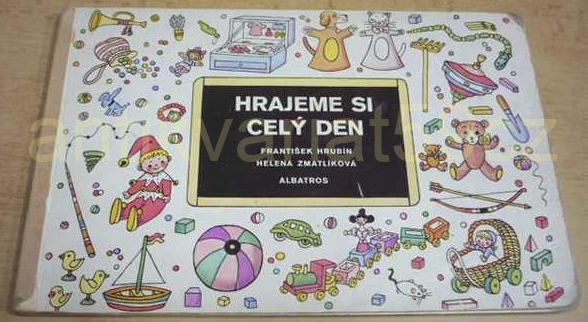 HRAJEME SI
CELÝ DEN
FRANTIŠEK HRUBÍN
HELENA ZMATLÍKOVÁ
ALBATROS